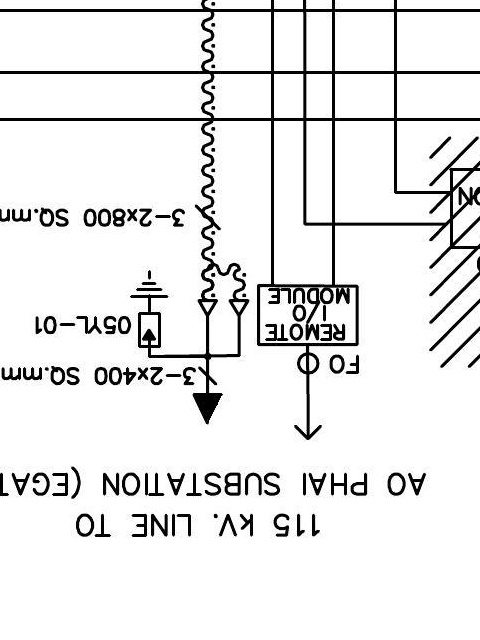 115 kV. LINE TO
AO PHAI SUBSTATION (EGAT
FO
3-2x400 SQ.mm
REMOTE
I/O
MODULE
05YL-01
3-2x800 SQ.mm.
ON